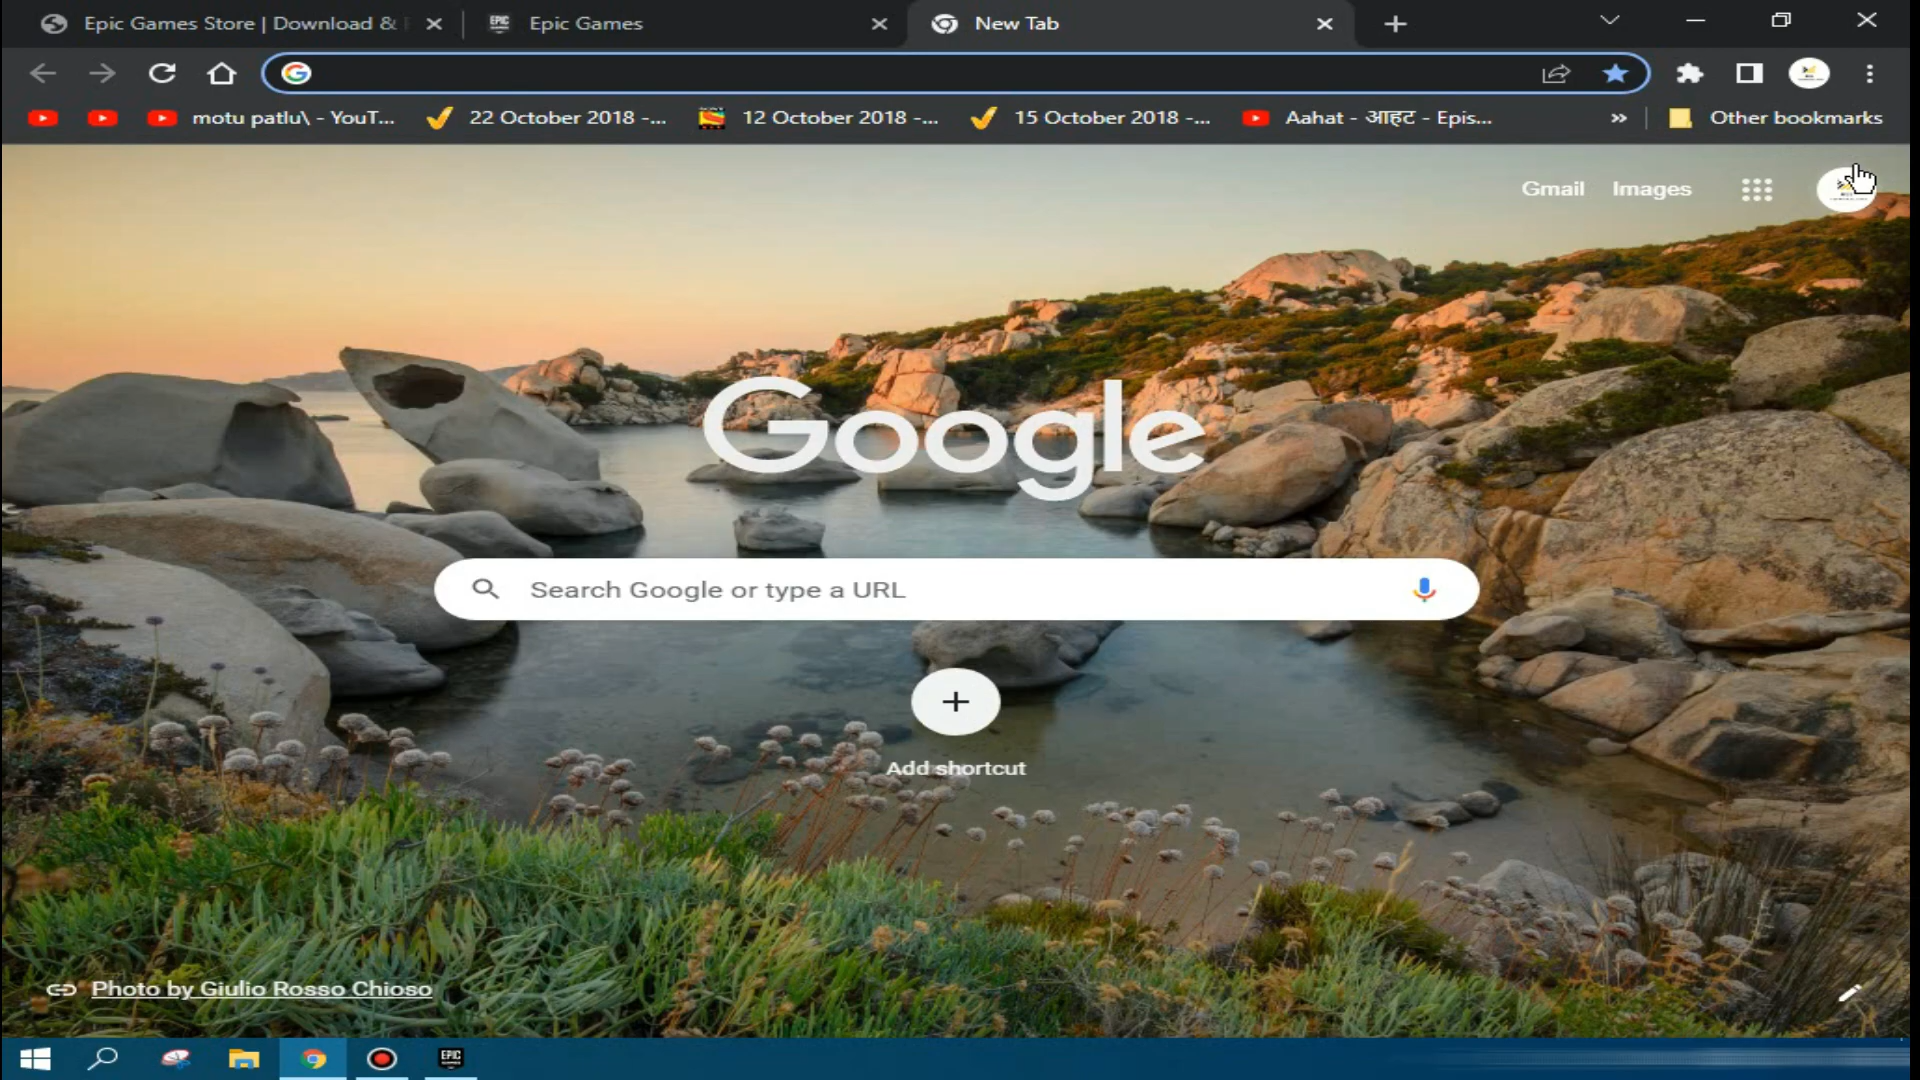 Epic Games Store | Download &
EPIC Epic Games
New Tab
motu patlu\ - YouT...
22 October 2018 -...
12 October 2018 -...
15 October 2018 -...
Aahat - आहट - Epis...
Other bookmarks
Gmail Images
Google
Search Google or type a URL
Add shortcut
Photo by Giulio Rosso Chioso
EPIC